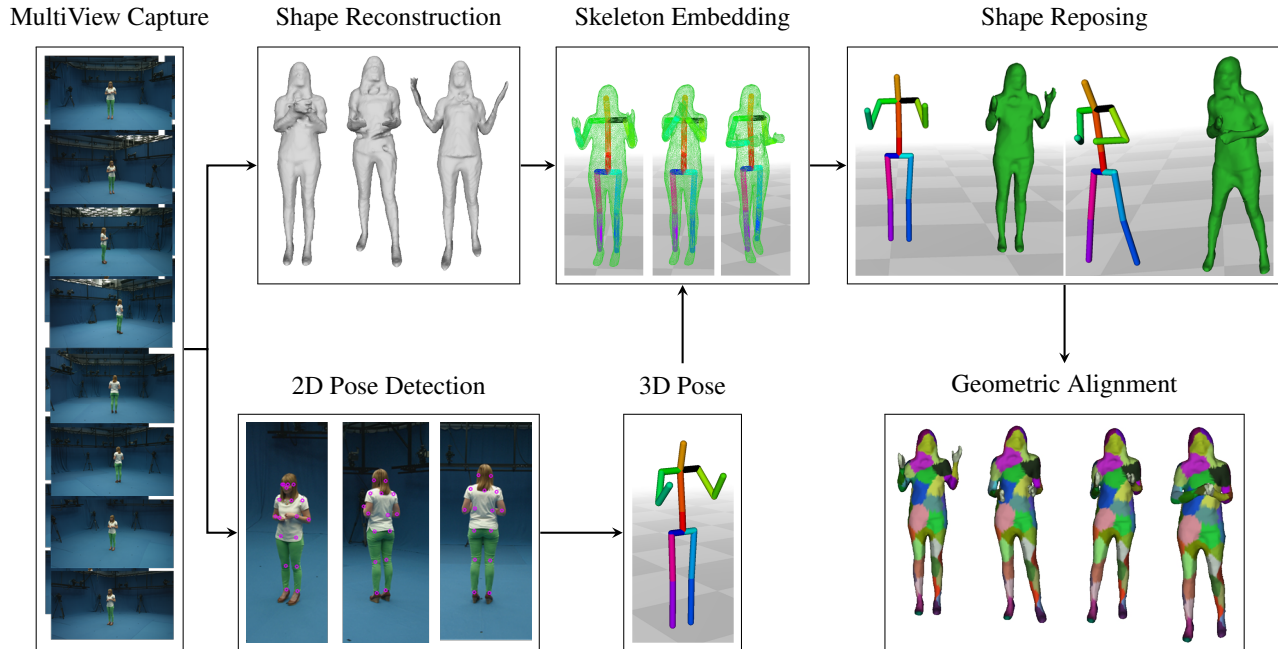 MultiView Capture
Shape Reconstruction
Skeleton Embedding
Shape Reposing
2D Pose Detection
3D Pose
Geometric Alignment